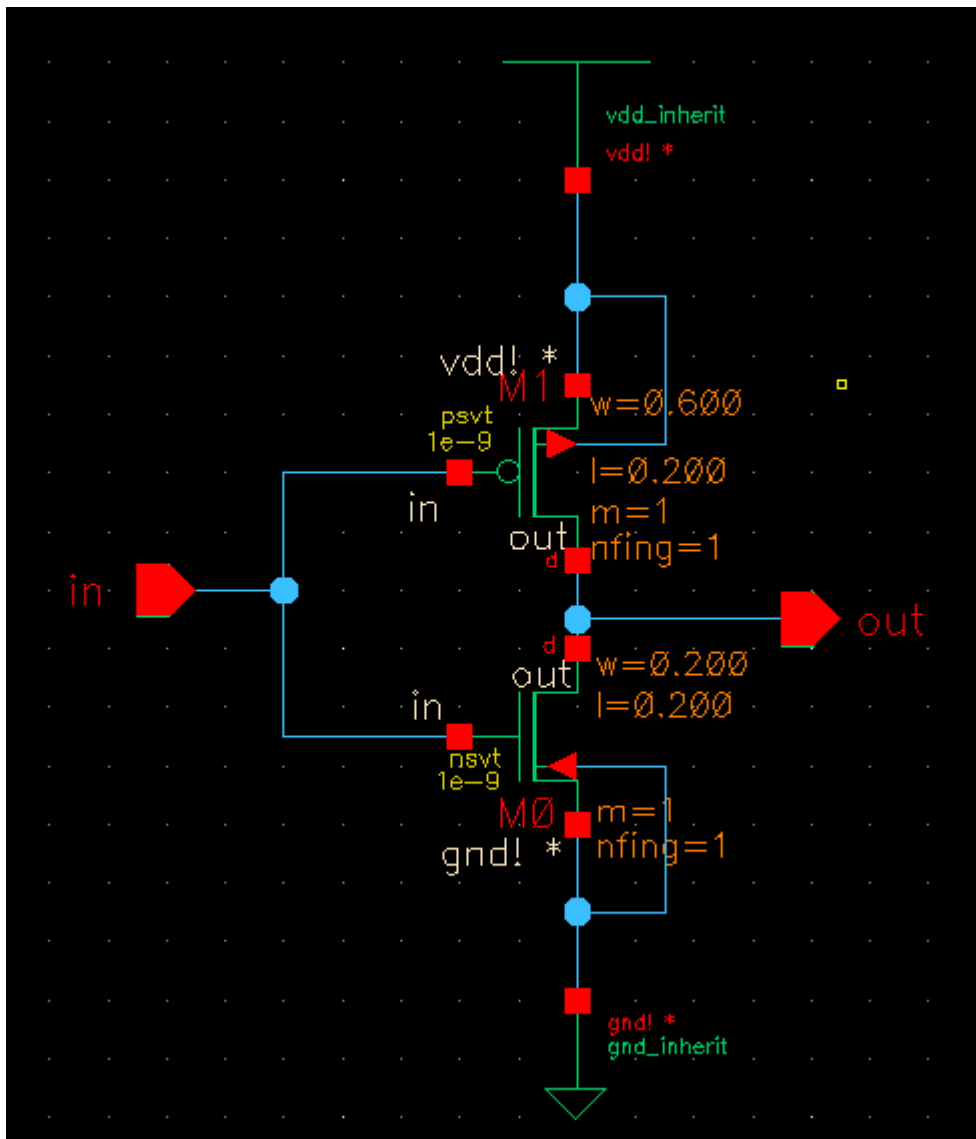 vdd_inherit
vdd! *
vdd! *
M1
w=0.600
psvt
1e-9
l=0.200
in
m=1
out
nfing=1
d
in
out
d
out
w=0.200
in
l=0.200
nsvt
1e-9
M0
m=1
gnd! *
nfing=1
gnd! *
gnd_inherit